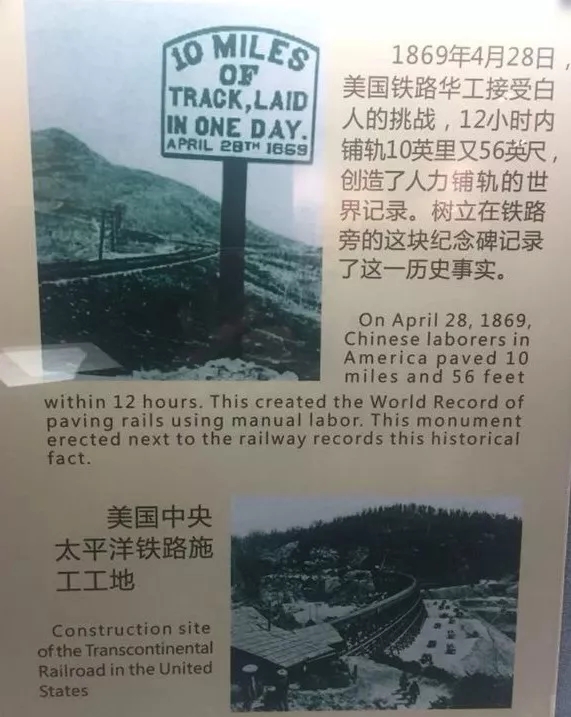 10 MILES
OF
TRACK, LAID
IN ONE DAY.
APRIL 28TH 1869
1869年4月28日，
美国铁路华工接受白
人的挑战，12小时内
铺轨10英里又56英尺，
创造了人力铺轨的世
界记录。树立在铁路
旁的这块纪念碑记录
了这一历史事实。
On April 28, 1869,
Chinese laborers in
America paved 10
miles and 56 feet
within 12 hours. This created the World Record of
paving rails using manual labor. This monument
erected next to the railway records this historical
fact.
美国中央
太平洋铁路施
工工地
Construction site
of the Transcontinental
Railroad in the United
States